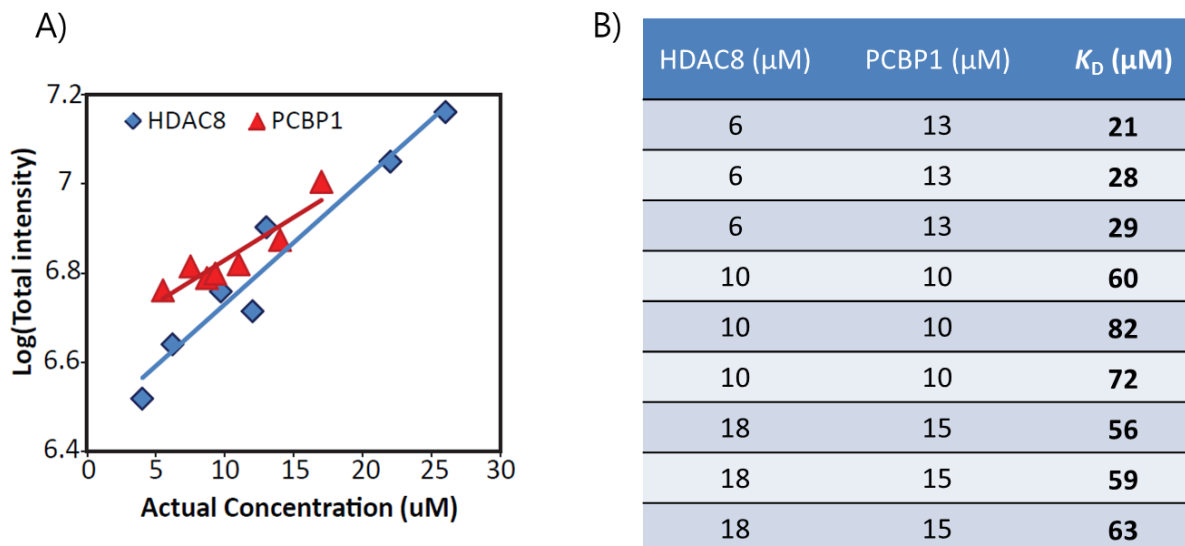 A)
HDAC8 PCBP1
Log(Total intensity)
7.2
7
6.8
6.6
6.4
0 5 10 15 20 25 30
Actual Concentration (uM)
B)
HDAC8 (μM) PCBP1 (μM) KD (μM)
6 13 21
6 13 28
6 13 29
10 10 60
10 10 82
10 10 72
18 15 56
18 15 59
18 15 63